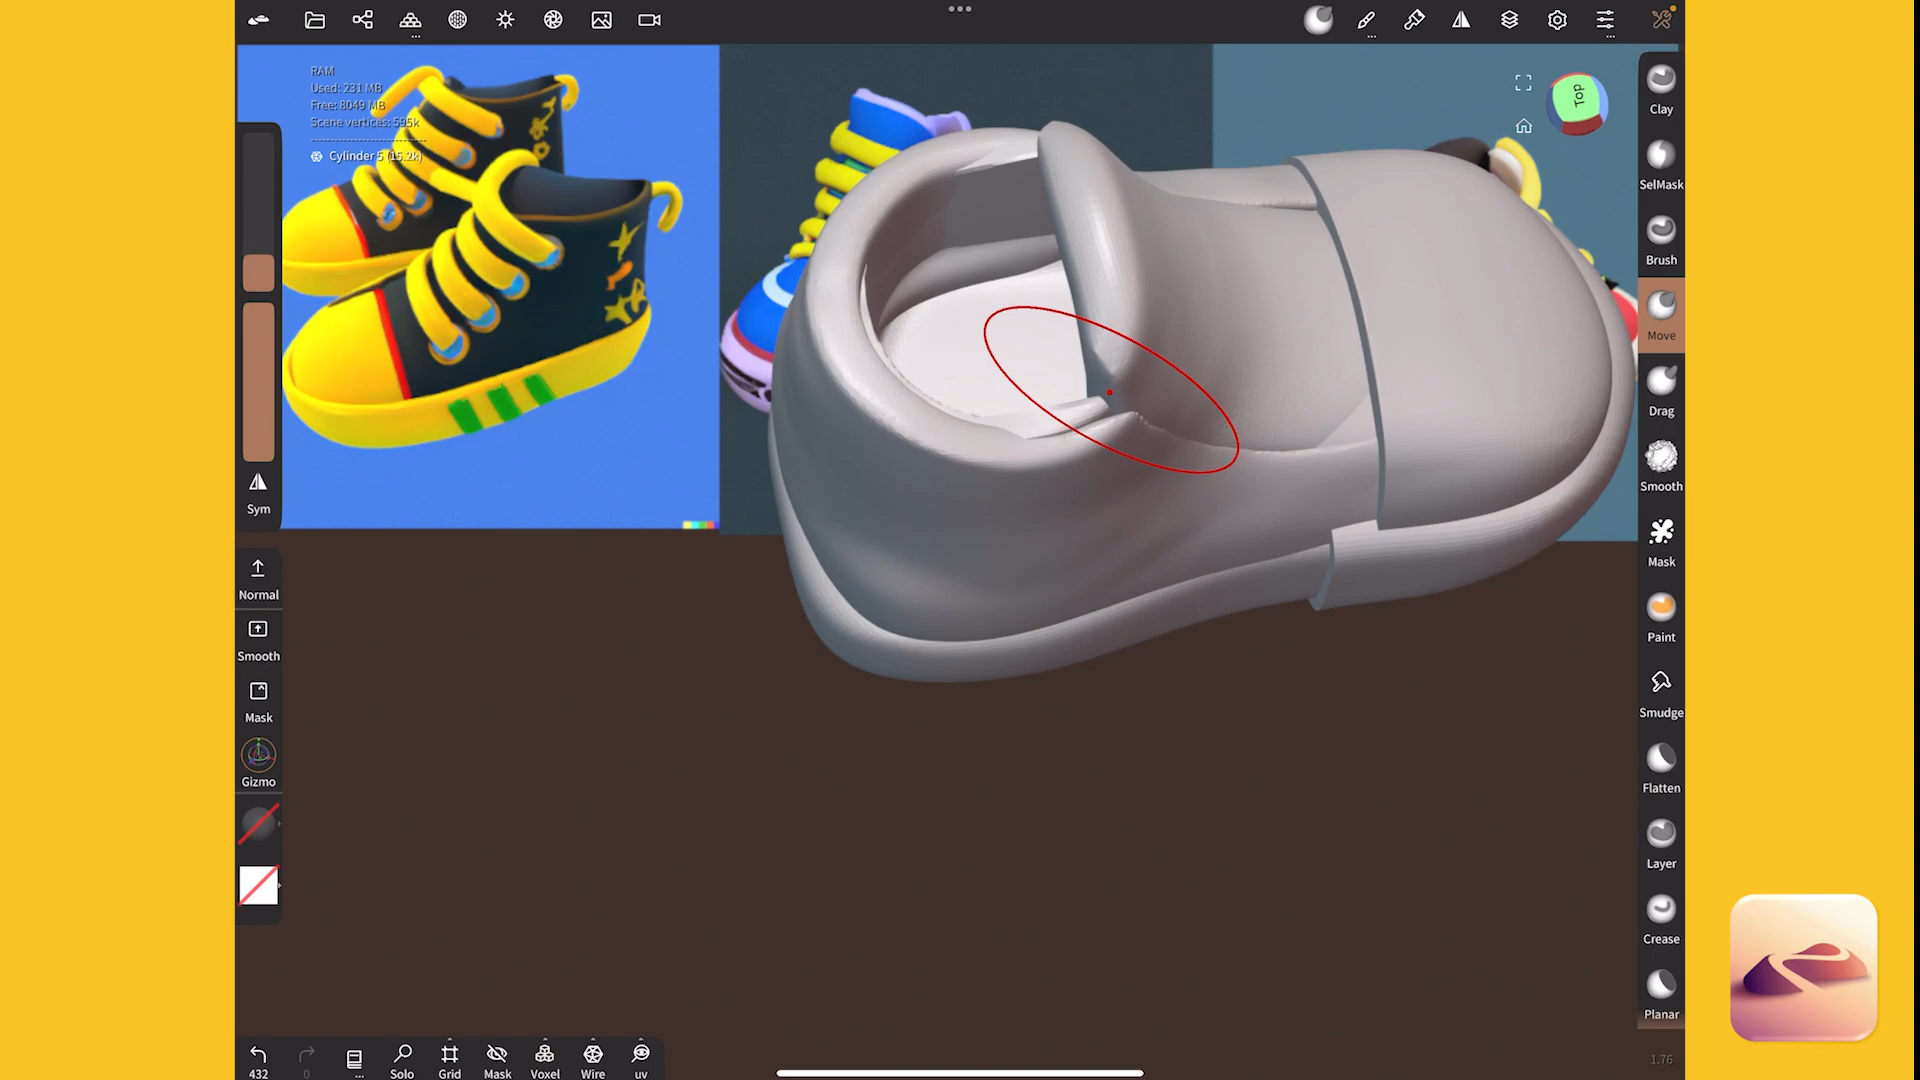 RAM
Used: 231 MB
Free: 8049 MB
Scene vertices: 595k
Cylinder 5 (15.2k)
Top
Sym
Normal
Smooth
Mask
Gizmo
Clay
SelMask
Brush
Move
Drag
Smooth
Mask
Paint
Smudge
Flatten
Layer
Crease
Planar
432
0
Solo
Grid
Mask
Voxel
Wire
uv
1.76